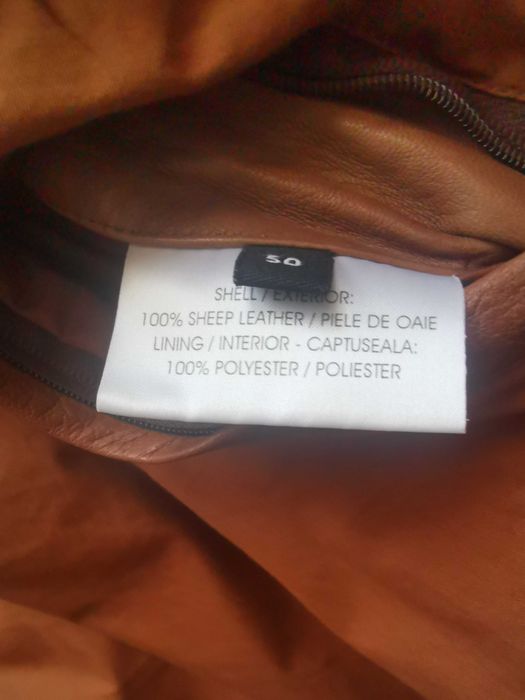 50
SHELL / EXTERIOR:
100% SHEEP LEATHER / PIELE DE OAIE
LINING / INTERIOR - CAPTUSEALA:
100% POLYESTER / POLIESTER